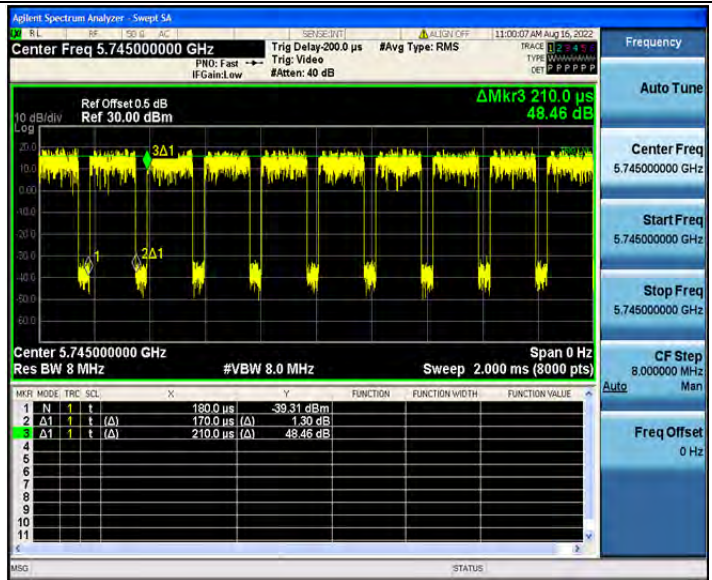 Agilent Spectrum Analyzer - Swept SA
RL RF 50 Ω AC SENSE:INT ALIGN OFF 11:00:07 AM Aug 16, 2022
Center Freq 5.745000000 GHz
PNO: Fast
IFGain:Low
Trig Delay-200.0 µs
Trig: Video
#Atten: 40 dB
#Avg Type: RMS
TRACE 1 2 3 4 5 6
TYPE
DET P P P P P P
Frequency
Ref Offset 0.5 dB
10 dB/div Ref 30.00 dBm
Log
ΔMkr3 210.0 µs
48.46 dB
20.0
10.0
0.00
-10.0
-20.0
-30.0
-40.0
-50.0
-60.0
3Δ1
1
2Δ1
Center 5.745000000 GHz Span 0 Hz
Res BW 8 MHz #VBW 8.0 MHz Sweep 2.000 ms (8000 pts)
MKR MODE TRC SCL X Y FUNCTION FUNCTION WIDTH FUNCTION VALUE
1 N 1 t 180.0 µs -39.31 dBm
2 Δ1 1 t (Δ) 170.0 µs (Δ) 1.30 dB
3 Δ1 1 t (Δ) 210.0 µs (Δ) 48.46 dB
4
5
6
7
8
9
10
11
MSG STATUS
Auto Tune
Center Freq
5.745000000 GHz
Start Freq
5.745000000 GHz
Stop Freq
5.745000000 GHz
CF Step
8.000000 MHz
Auto Man
Freq Offset
0 Hz